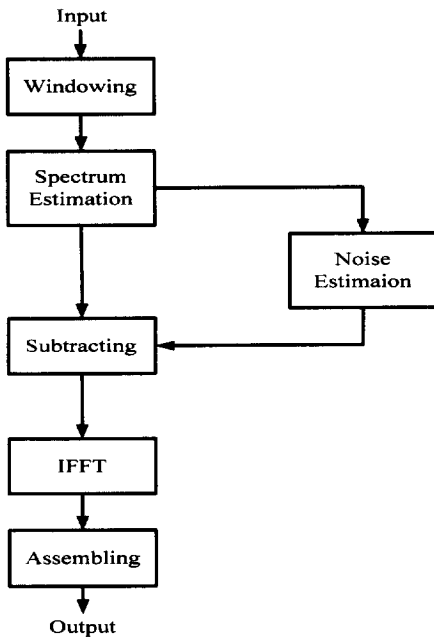 Input
Windowing
Spectrum
Estimation
Noise
Estimaion
Subtracting
IFFT
Assembling
Output